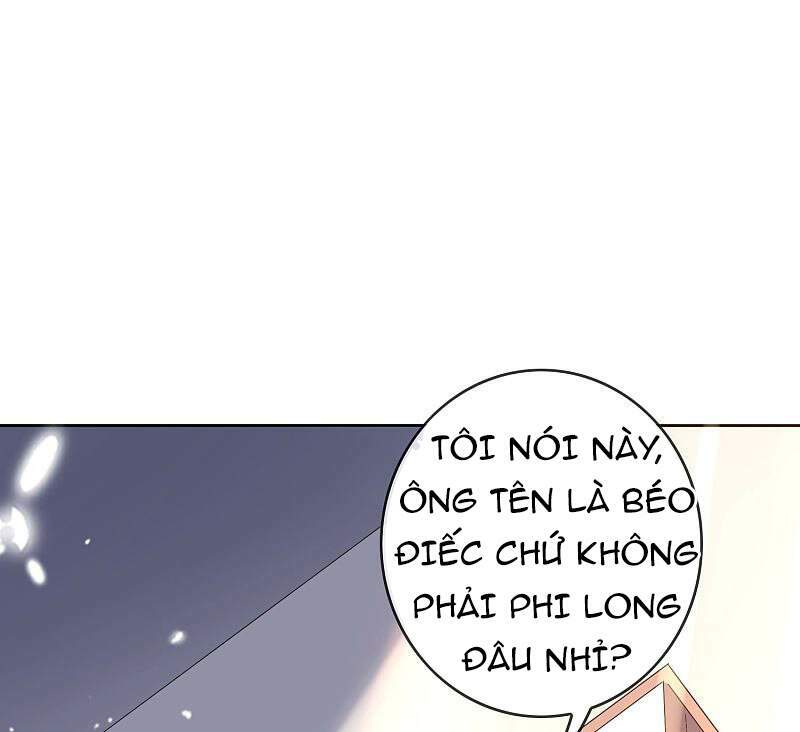 TÔI NÓI NÀY,
ÔNG TÊN LÀ BÉO
ĐIẾC CHỨ KHÔNG
PHẢI PHI LONG
ĐÂU NHỈ?